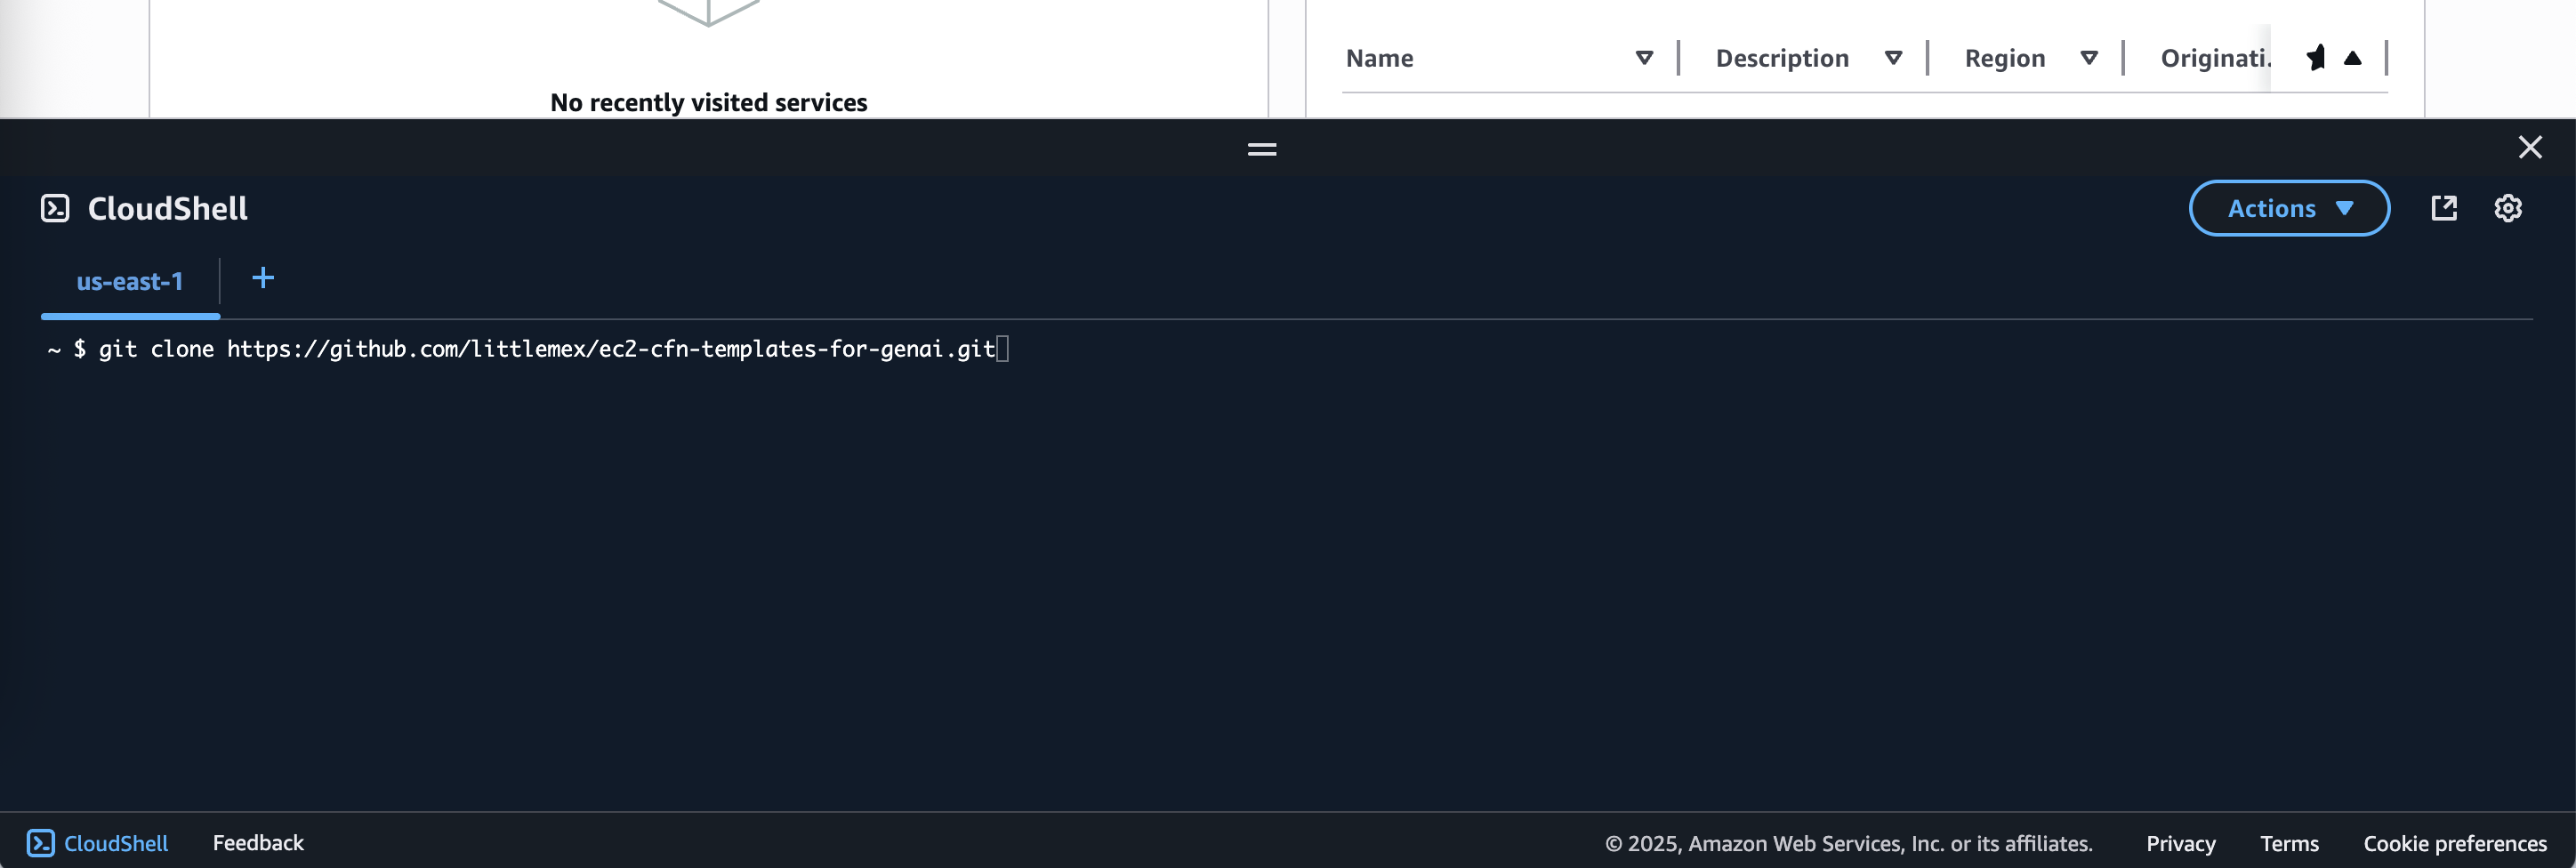 No recently visited services
Name Description Region Originati.
CloudShell
Actions
us-east-1 +
~ $ git clone https://github.com/littlemex/ec2-cfn-templates-for-genai.git
CloudShell Feedback © 2025, Amazon Web Services, Inc. or its affiliates. Privacy Terms Cookie preferences